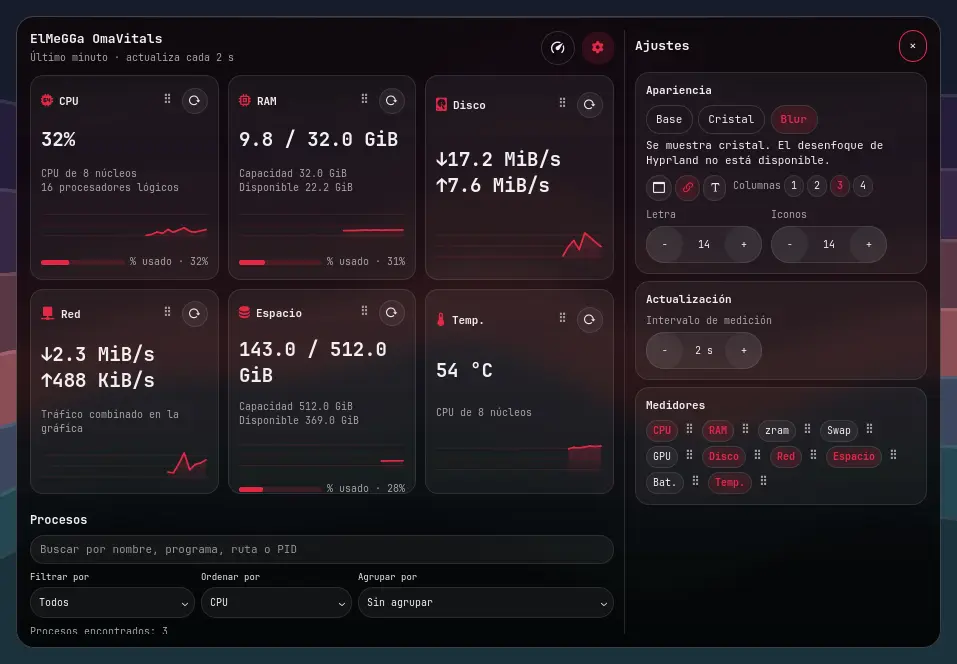 ElMeGGa OmaVitals
Último minuto · actualiza cada 2 s
CPU
32%
CPU de 8 núcleos
16 procesadores lógicos
% usado · 32%
RAM
9.8 / 32.0 GiB
Capacidad 32.0 GiB
Disponible 22.2 GiB
% usado · 31%
Disco
↓17.2 MiB/s
↑7.6 MiB/s
Red
↓2.3 MiB/s
↑488 KiB/s
Tráfico combinado en la
gráfica
Espacio
143.0 / 512.0
GiB
Capacidad 512.0 GiB
Disponible 369.0 GiB
% usado · 28%
Temp.
54 °C
CPU de 8 núcleos
Procesos
Buscar por nombre, programa, ruta o PID
Filtrar por
Todos
Ordenar por
CPU
Agrupar por
Sin agrupar
Procesos encontrados: 3
Ajustes
×
Apariencia
Base Cristal Blur
Se muestra cristal. El desenfoque de
Hyprland no está disponible.
T Columnas 1 2 3 4
Letra Iconos
- 14 + - 14 +
Actualización
Intervalo de medición
- 2 s +
Medidores
CPU RAM zram Swap
GPU Disco Red Espacio
Bat. Temp.